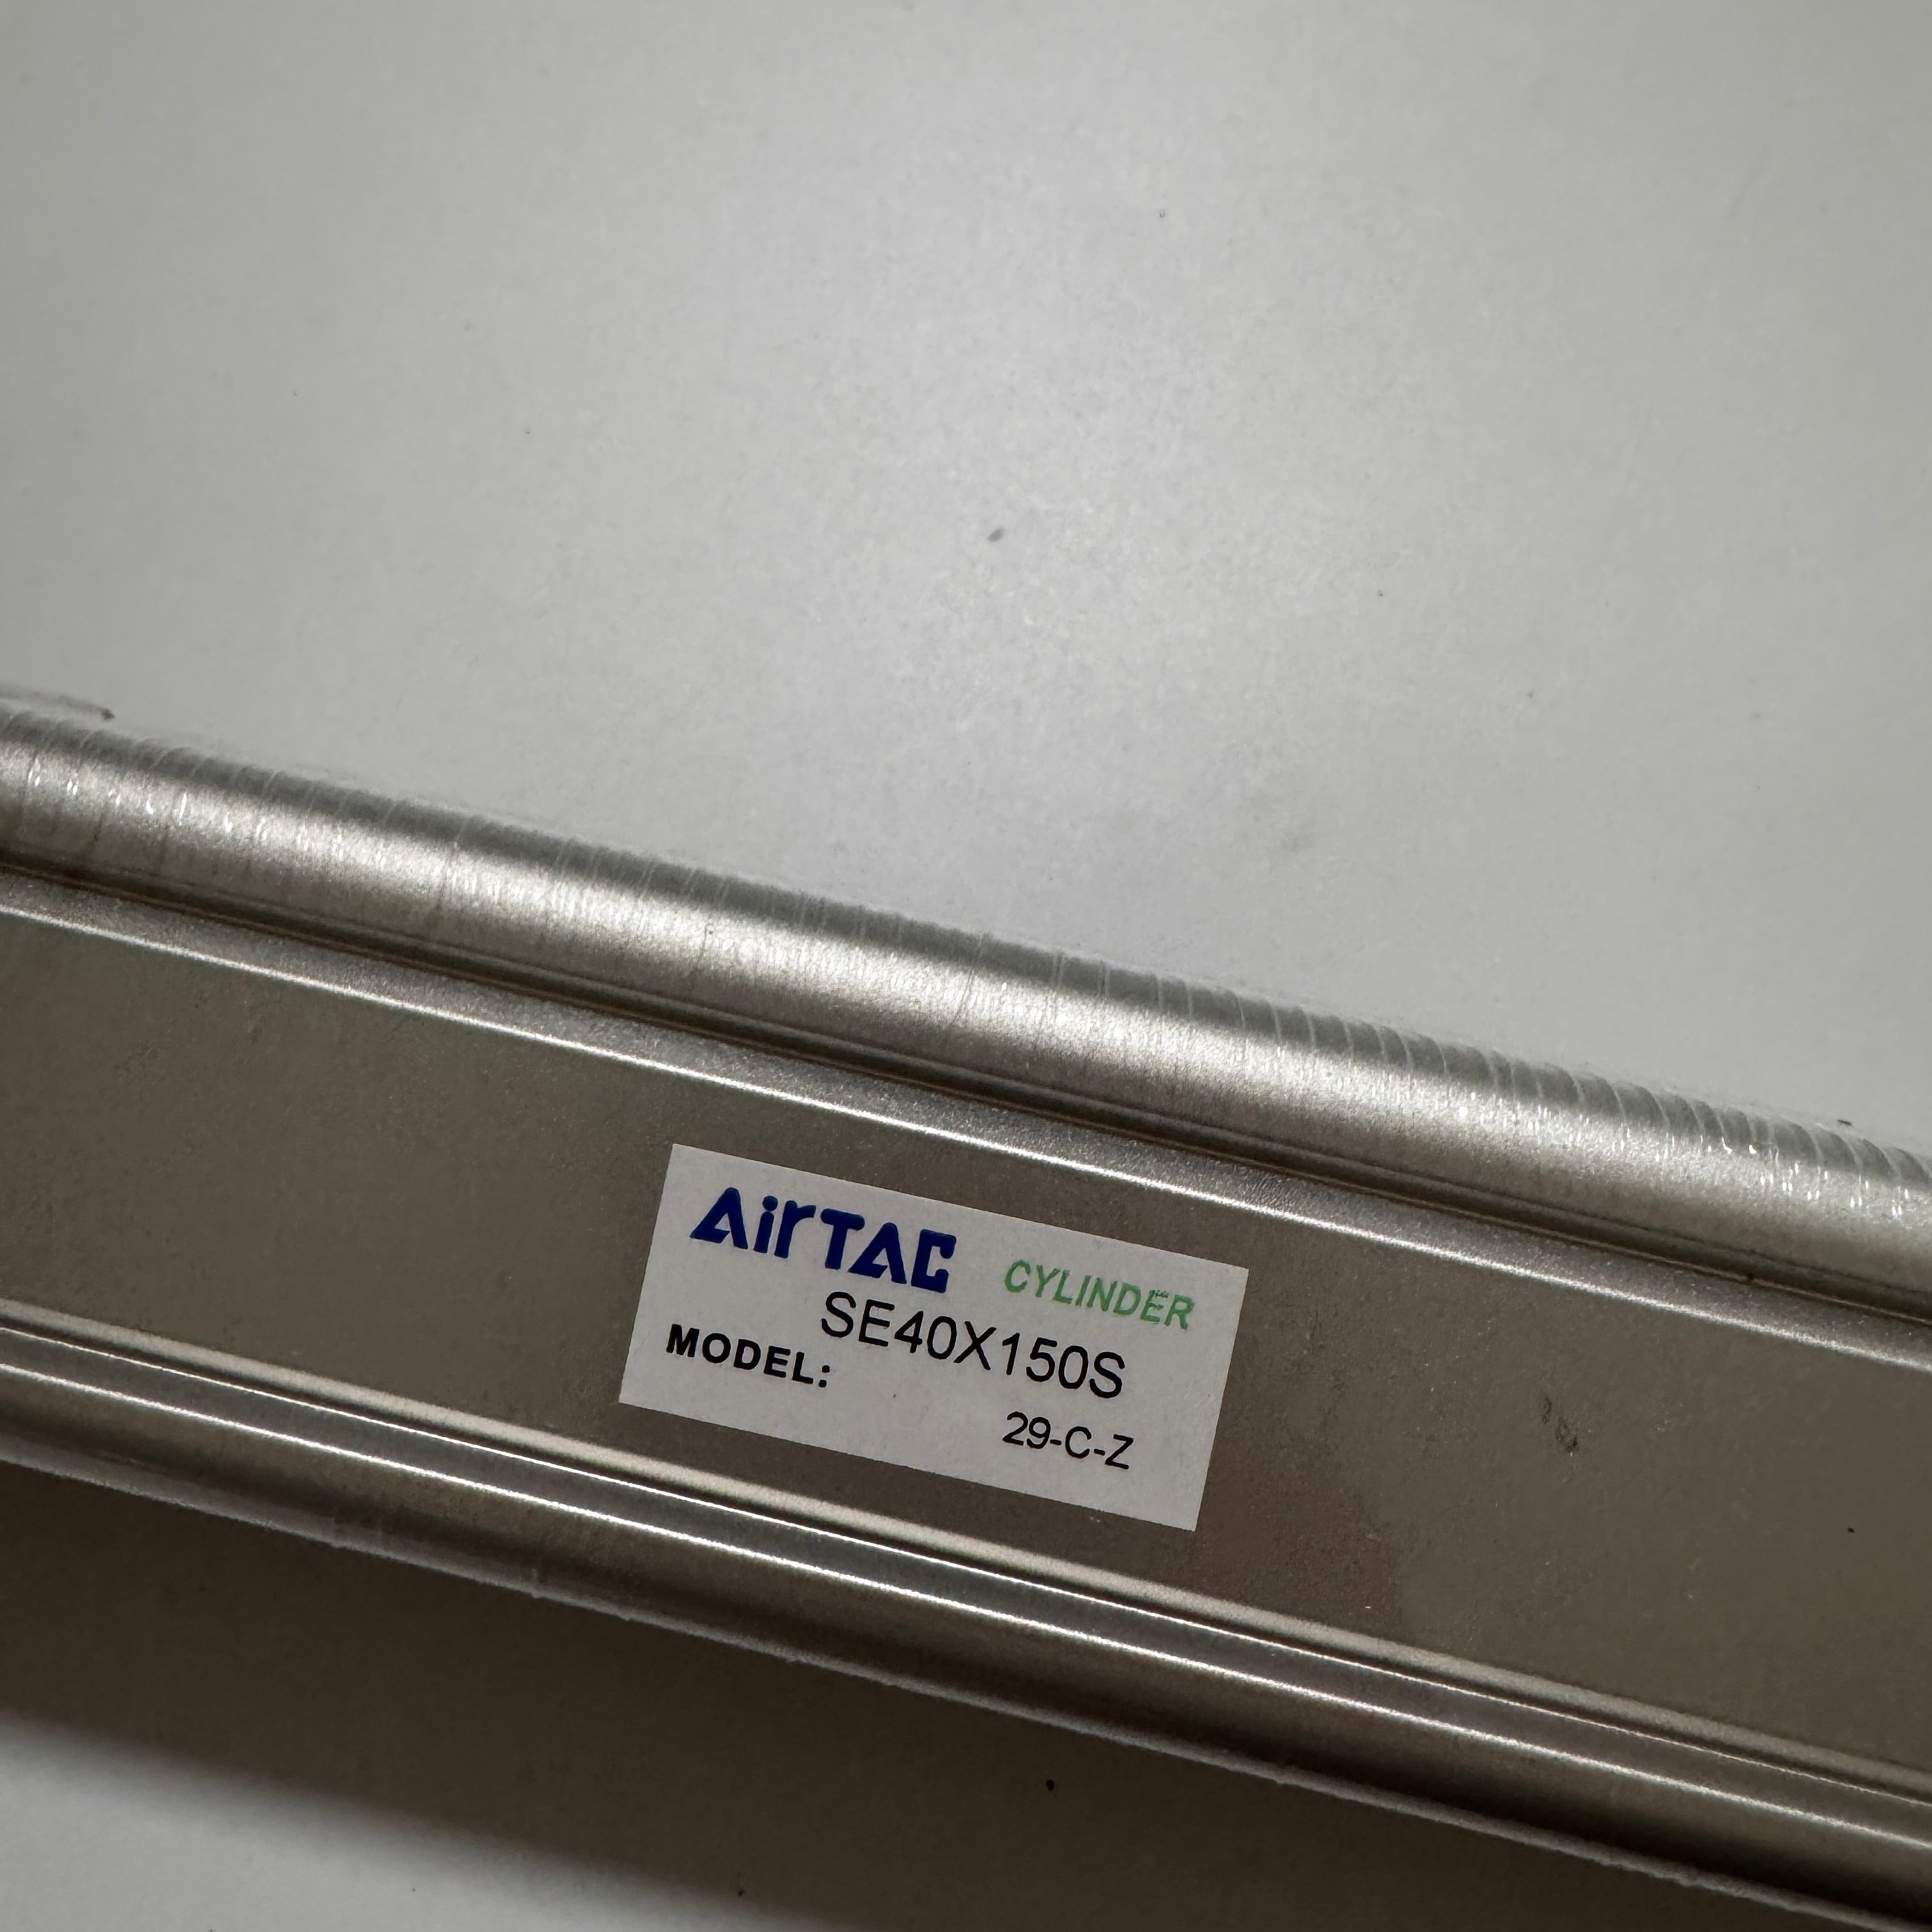 AirTAC CYLINDER
SE40X150S
MODEL:
29-C-Z